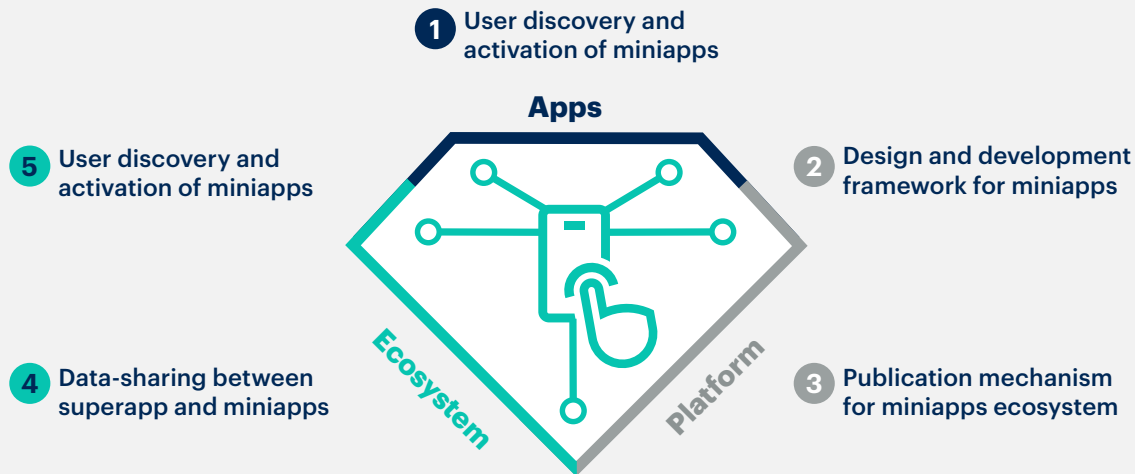 1 User discovery and
activation of miniapps
Apps
5 User discovery and
activation of miniapps
2 Design and development
framework for miniapps
Ecosystem
Platform
4 Data-sharing between
superapp and miniapps
3 Publication mechanism
for miniapps ecosystem